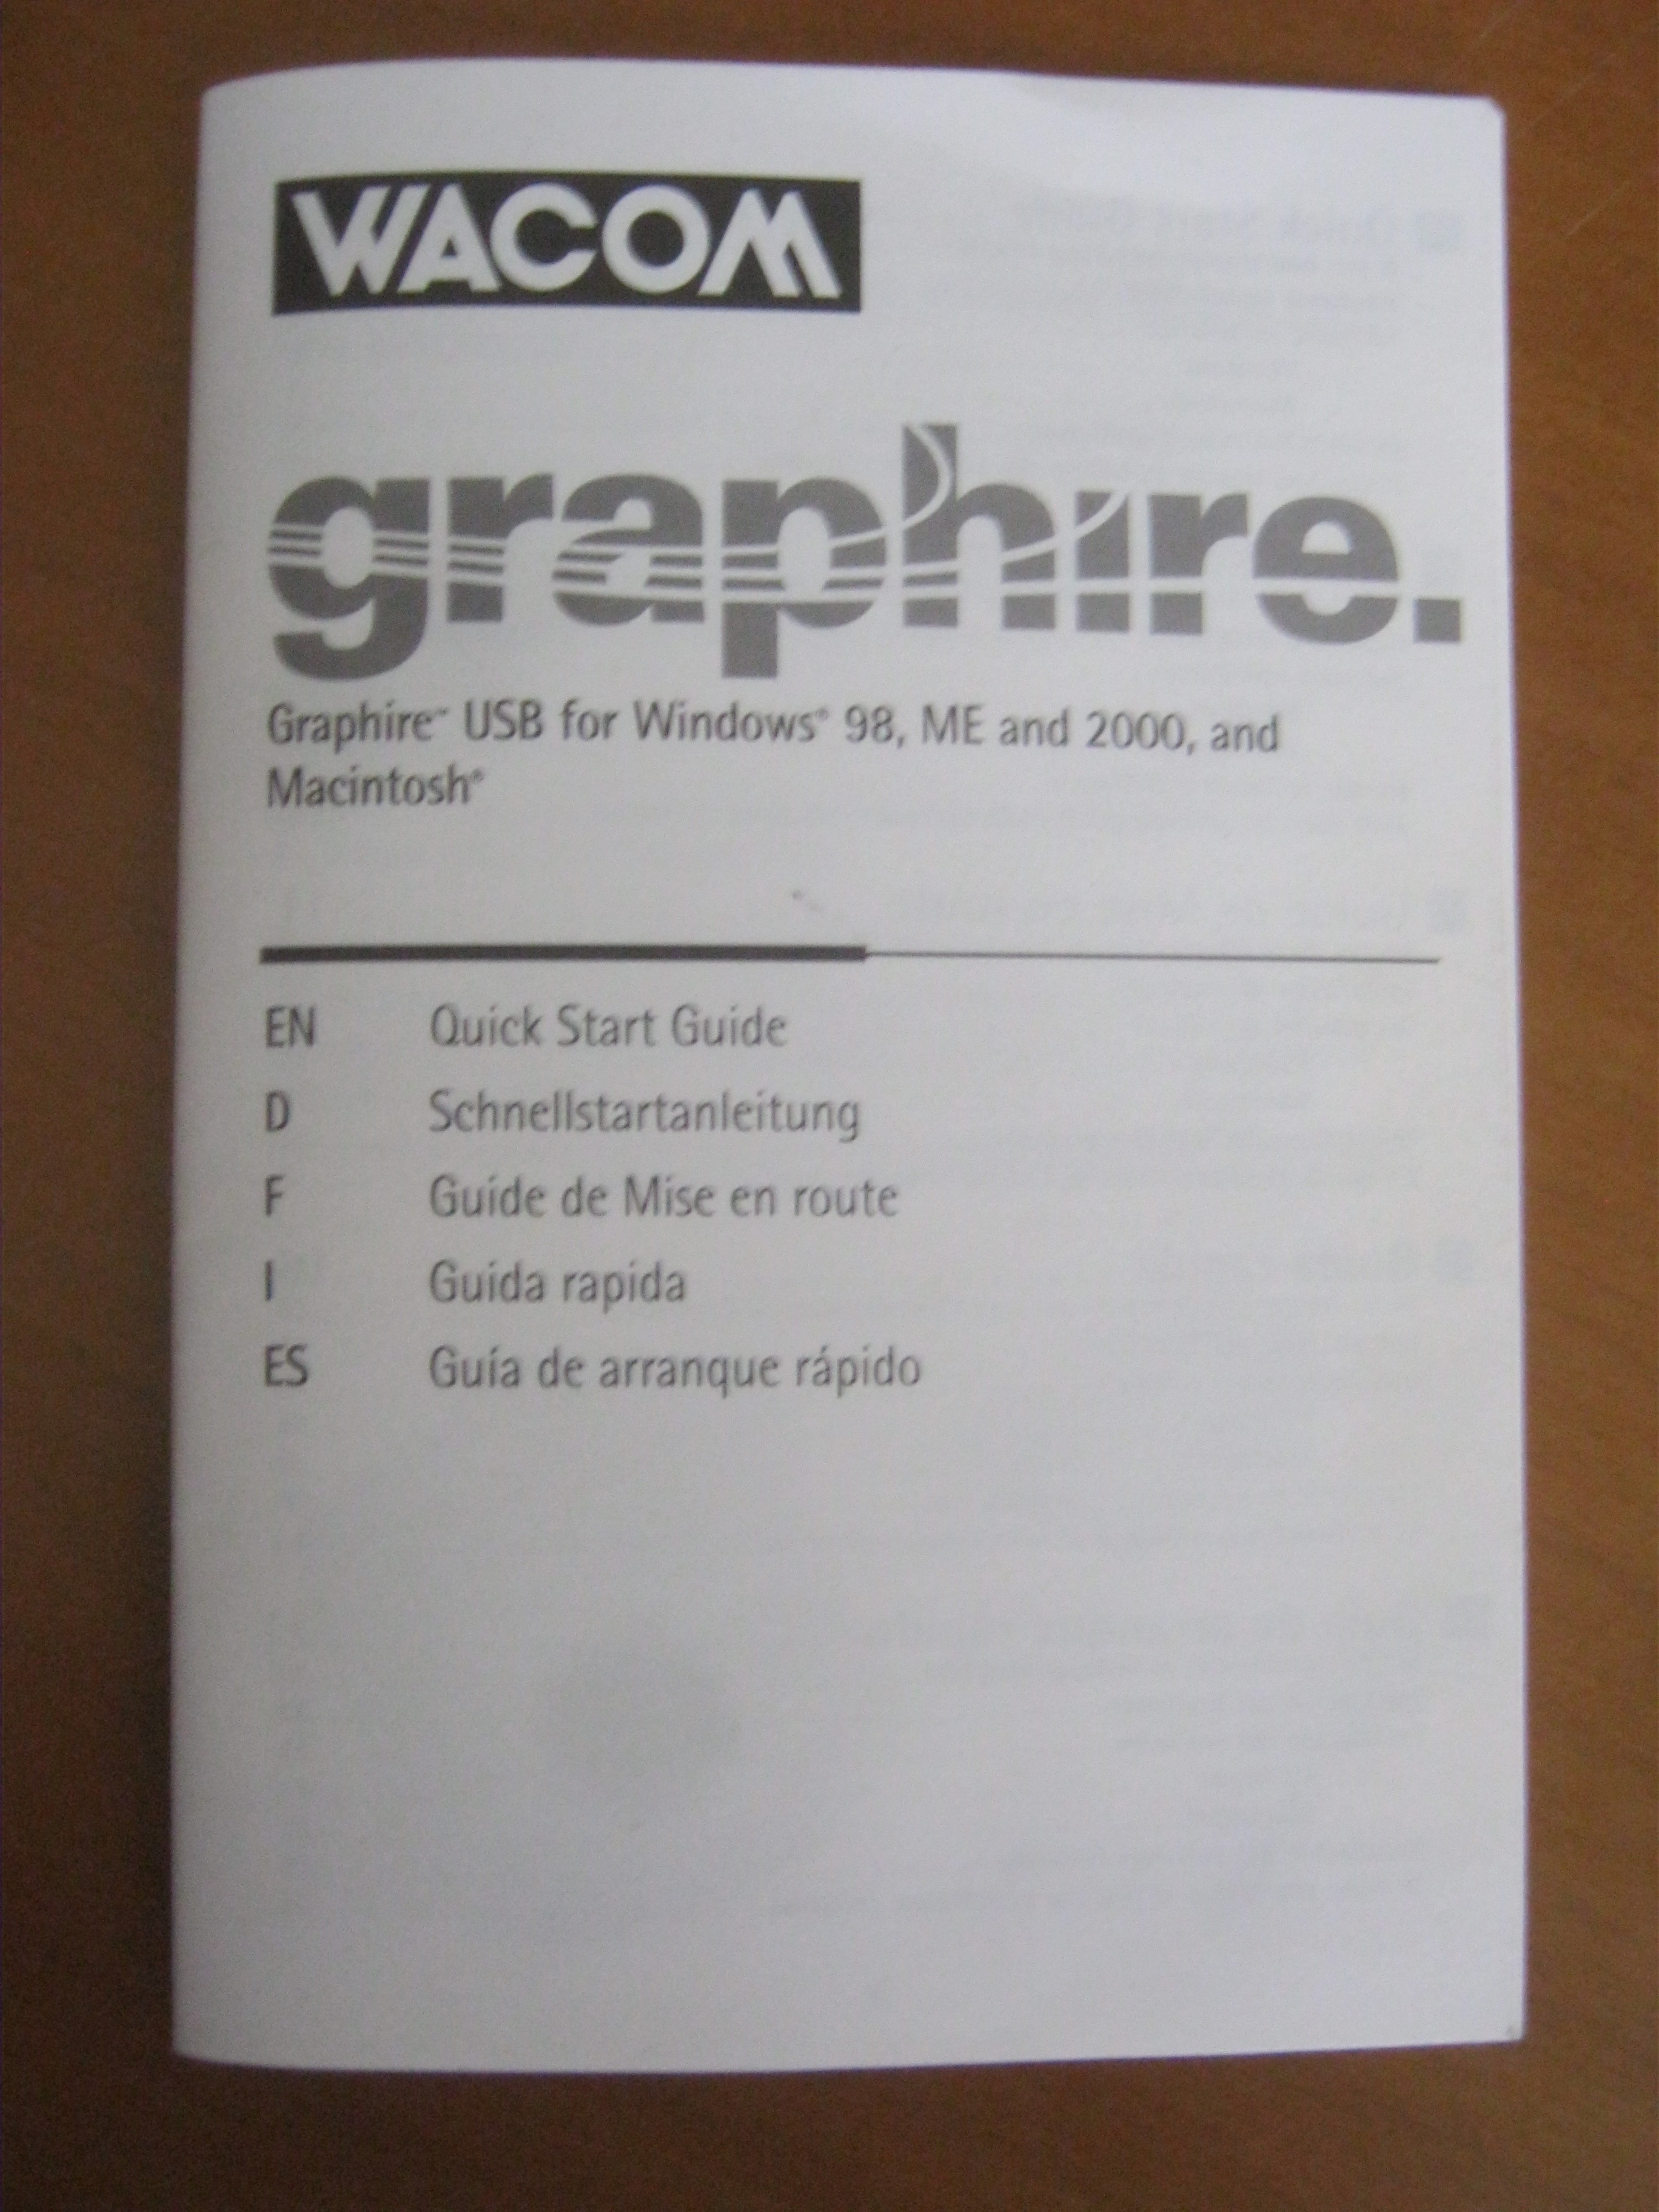 WACOM
graphire.
Graphire™ USB for Windows® 98, ME and 2000, and
Macintosh®
EN Quick Start Guide
D Schnellstartanleitung
F Guide de Mise en route
I Guida rapida
ES Guía de arranque rápido